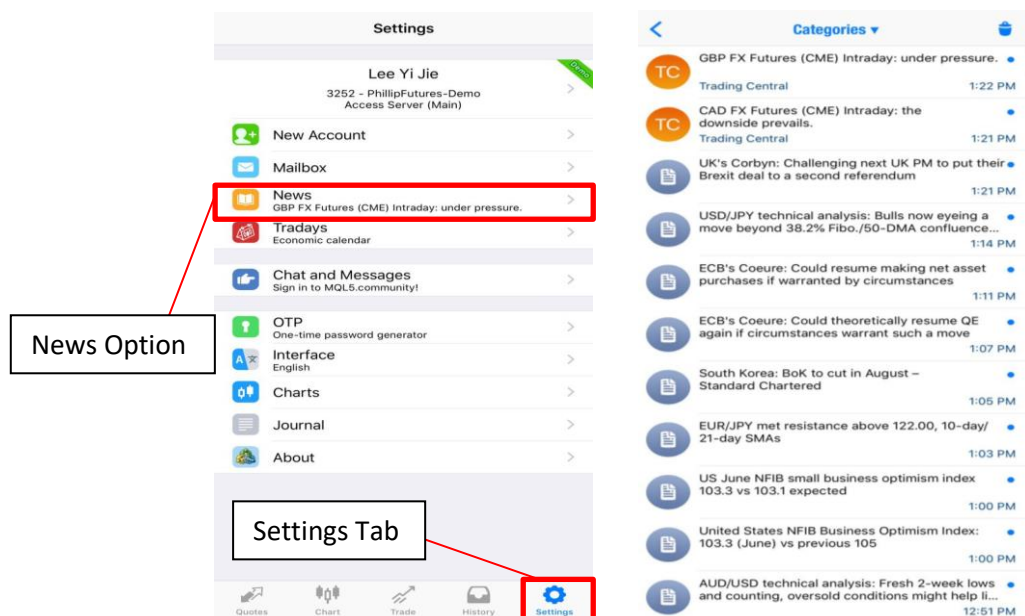 Settings
Lee Yi Jie
3252 - PhillipFutures-Demo
Access Server (Main)
Demo
New Account
Mailbox
News
GBP FX Futures (CME) Intraday: under pressure.
Tradays
Economic calendar
Chat and Messages
Sign in to MQL5.community!
OTP
One-time password generator
Interface
English
Charts
Journal
About
Quotes
Chart
Trade
History
Settings
News Option
Settings Tab
Categories ▾
TC
GBP FX Futures (CME) Intraday: under pressure.
Trading Central
1:22 PM
TC
CAD FX Futures (CME) Intraday: the
downside prevails.
Trading Central
1:21 PM
UK's Corbyn: Challenging next UK PM to put their
Brexit deal to a second referendum
1:21 PM
USD/JPY technical analysis: Bulls now eyeing a
move beyond 38.2% Fibo./50-DMA confluence...
1:14 PM
ECB's Coeure: Could resume making net asset
purchases if warranted by circumstances
1:11 PM
ECB's Coeure: Could theoretically resume QE
again if circumstances warrant such a move
1:07 PM
South Korea: BoK to cut in August –
Standard Chartered
1:05 PM
EUR/JPY met resistance above 122.00, 10-day/
21-day SMAs
1:03 PM
US June NFIB small business optimism index
103.3 vs 103.1 expected
1:00 PM
United States NFIB Business Optimism Index:
103.3 (June) vs previous 105
1:00 PM
AUD/USD technical analysis: Fresh 2-week lows
and counting, oversold conditions might help li...
12:51 PM